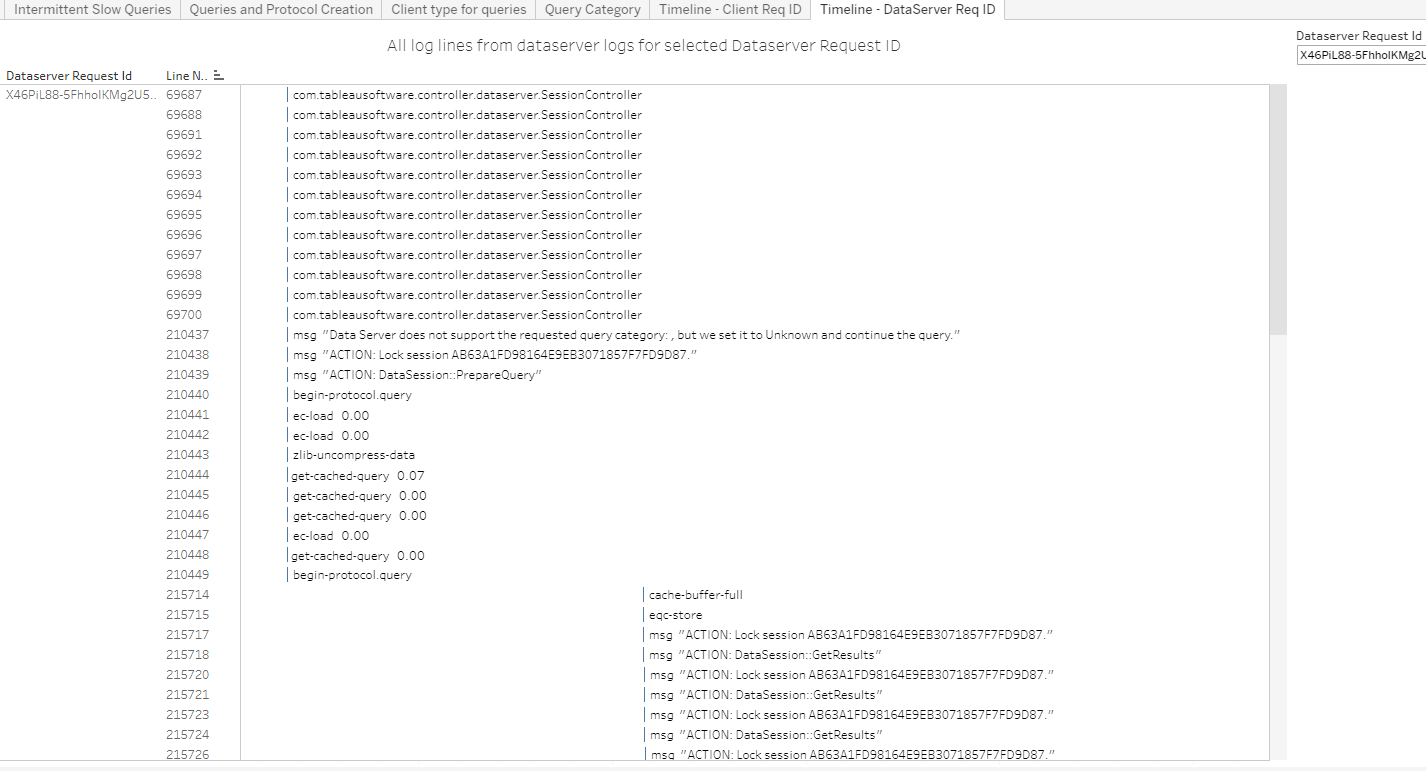 Intermittent Slow Queries Queries and Protocol Creation Client type for queries Query Category Timeline - Client Req ID Timeline - DataServer Req ID
All log lines from dataserver logs for selected Dataserver Request ID
Dataserver Request Id
X46PiL88-5FhhoIKMg2U
Dataserver Request Id Line N..
X46PiL88-5FhhoIKMg2U5.. 69687 com.tableausoftware.controller.dataserver.SessionController
69688 com.tableausoftware.controller.dataserver.SessionController
69691 com.tableausoftware.controller.dataserver.SessionController
69692 com.tableausoftware.controller.dataserver.SessionController
69693 com.tableausoftware.controller.dataserver.SessionController
69694 com.tableausoftware.controller.dataserver.SessionController
69695 com.tableausoftware.controller.dataserver.SessionController
69696 com.tableausoftware.controller.dataserver.SessionController
69697 com.tableausoftware.controller.dataserver.SessionController
69698 com.tableausoftware.controller.dataserver.SessionController
69699 com.tableausoftware.controller.dataserver.SessionController
69700 com.tableausoftware.controller.dataserver.SessionController
210437 msg "Data Server does not support the requested query category: , but we set it to Unknown and continue the query."
210438 msg "ACTION: Lock session AB63A1FD98164E9EB3071857F7FD9D87."
210439 msg "ACTION: DataSession::PrepareQuery"
210440 begin-protocol.query
210441 ec-load 0.00
210442 ec-load 0.00
210443 zlib-uncompress-data
210444 get-cached-query 0.07
210445 get-cached-query 0.00
210446 get-cached-query 0.00
210447 ec-load 0.00
210448 get-cached-query 0.00
210449 begin-protocol.query
215714 cache-buffer-full
215715 eqc-store
215717 msg "ACTION: Lock session AB63A1FD98164E9EB3071857F7FD9D87."
215718 msg "ACTION: DataSession::GetResults"
215720 msg "ACTION: Lock session AB63A1FD98164E9EB3071857F7FD9D87."
215721 msg "ACTION: DataSession::GetResults"
215723 msg "ACTION: Lock session AB63A1FD98164E9EB3071857F7FD9D87."
215724 msg "ACTION: DataSession::GetResults"
215726 msg "ACTION: Lock session AB63A1FD98164E9EB3071857F7FD9D87."